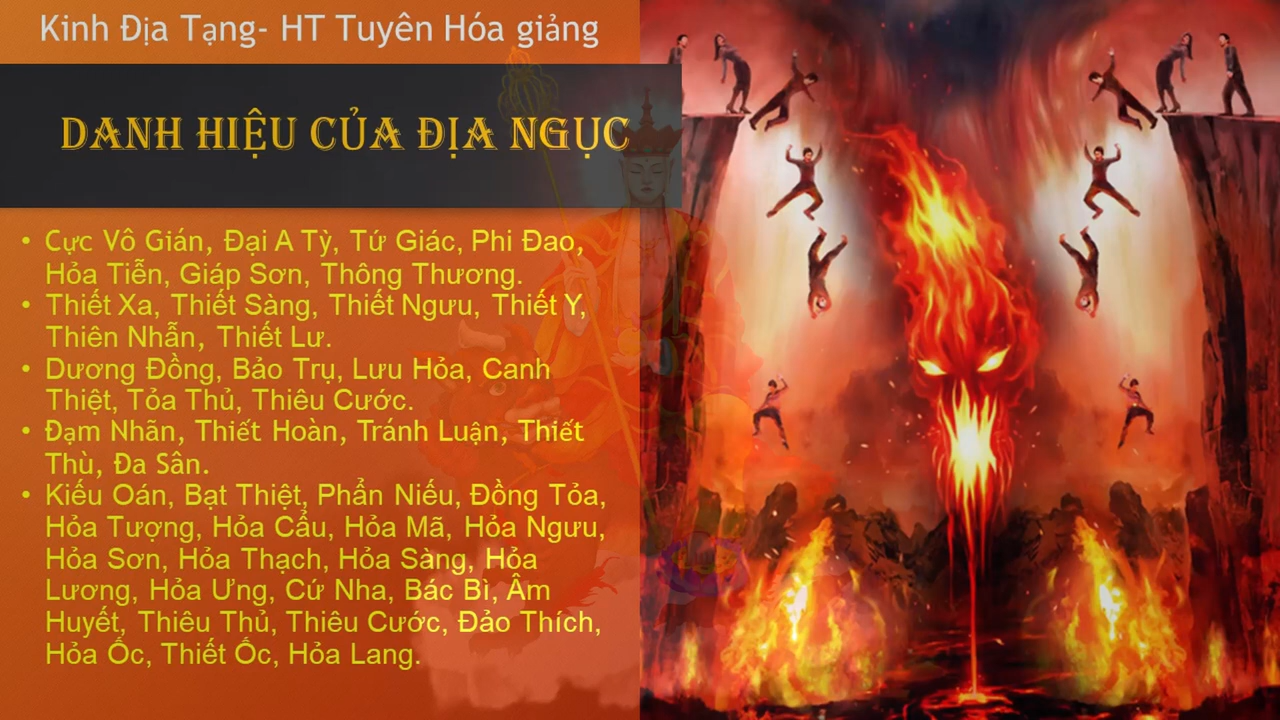 Kinh Địa Tạng- HT Tuyên Hóa giảng
DANH HIỆU CỦA ĐỊA NGỤC
• Cực Vô Gián, Đại A Tỳ, Tứ Giác, Phi Đao,
Hỏa Tiễn, Giáp Sơn, Thông Thương.
• Thiết Xa, Thiết Sàng, Thiết Ngưu, Thiết Y,
Thiên Nhẫn, Thiết Lư.
• Dương Đồng, Bảo Trụ, Lưu Hỏa, Canh
Thiệt, Tỏa Thủ, Thiêu Cước.
• Đạm Nhãn, Thiết Hoàn, Tránh Luận, Thiết
Thù, Đa Sân.
• Kiếu Oán, Bạt Thiệt, Phẩn Niếu, Đồng Tỏa,
Hỏa Tượng, Hỏa Cẩu, Hỏa Mã, Hỏa Ngưu,
Hỏa Sơn, Hỏa Thạch, Hỏa Sàng, Hỏa
Lương, Hỏa Ưng, Cứ Nha, Bác Bì, Âm
Huyết, Thiêu Thủ, Thiêu Cước, Đảo Thích,
Hỏa Ốc, Thiết Ốc, Hỏa Lang.